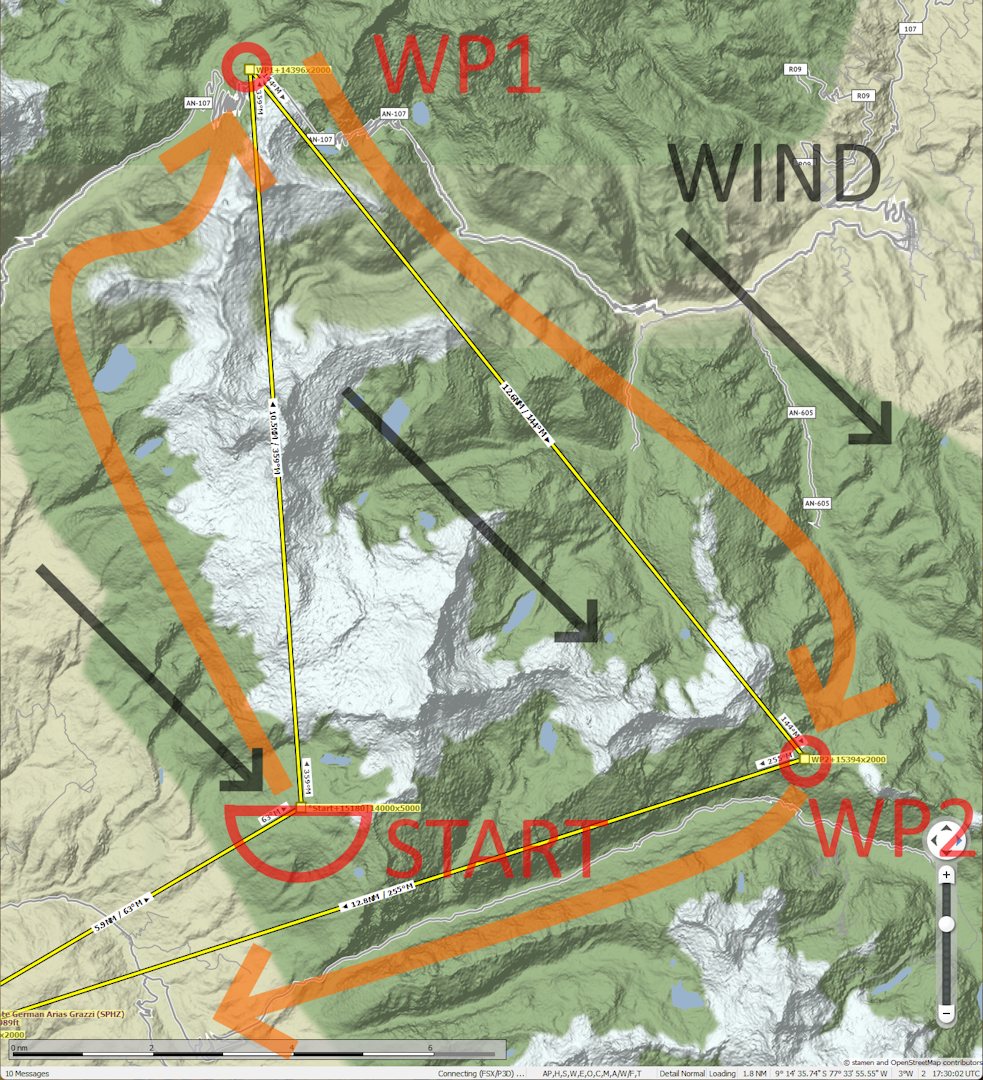 107
R09
R09
WP1
WP1+14396x2000
AN-107
AN-107
AN-107
359°M
WIND
R09
12.6NM / 144°M
10.5NM / 359°M
AN-605
AN-605
144°M
255°M
WP2+15394x2000
359°M
63°M
*Start+15180|14000x5000
START
WP2
12.8NM / 255°M
5.9NM / 63°M
te German Arias Grazzi (SPHZ)
089ft
x2000
0 nm 2 4 6
© stamen and OpenStreetMap contributors
10 Messages Connecting (FSX/P3D) ... AP,H,S,W,E,O,C,M,A/W/F,T Detail Normal Loading 1.8 NM 9° 14' 35.74" S 77° 33' 55.55" W 3°W 2 17:30:02 UTC